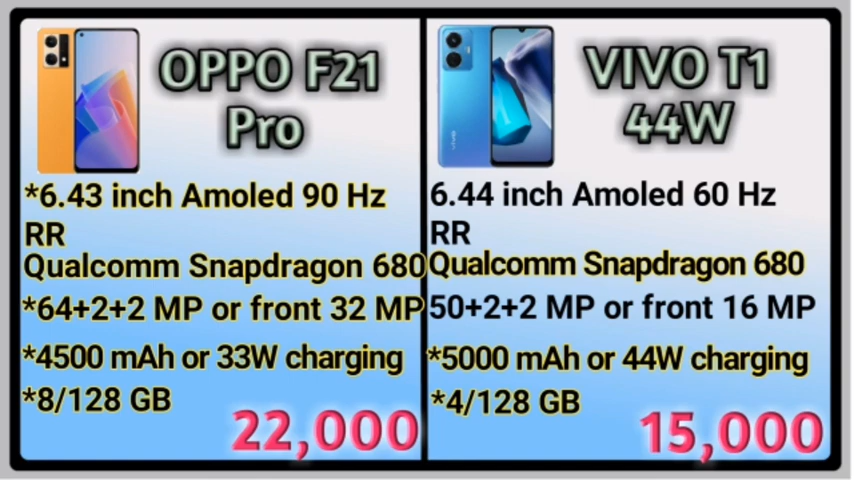 OPPO F21
Pro
*6.43 inch Amoled 90 Hz
RR
Qualcomm Snapdragon 680
*64+2+2 MP or front 32 MP
*4500 mAh or 33W charging
*8/128 GB
22,000
VIVO T1
44W
6.44 inch Amoled 60 Hz
RR
Qualcomm Snapdragon 680
50+2+2 MP or front 16 MP
*5000 mAh or 44W charging
*4/128 GB
15,000